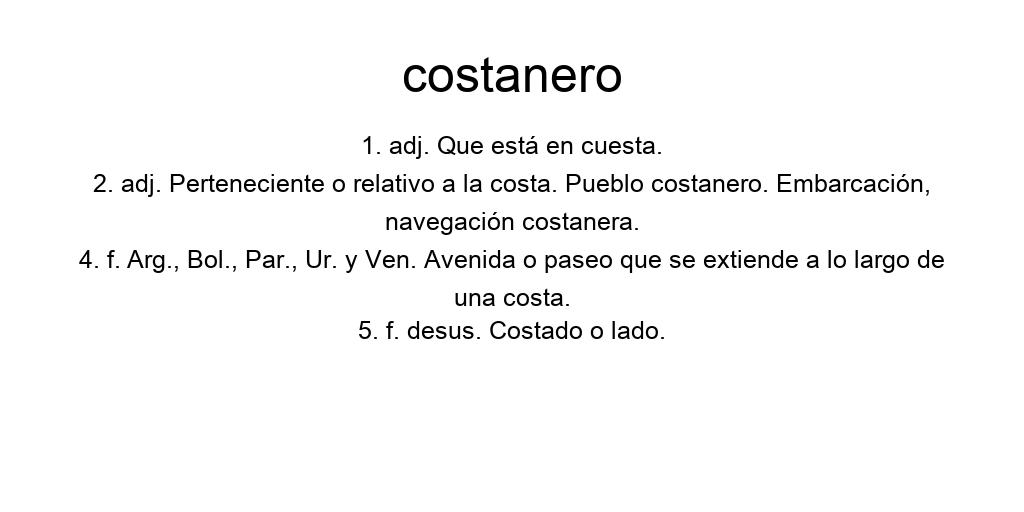 costanero
1. adj. Que está en cuesta.
2. adj. Perteneciente o relativo a la costa. Pueblo costanero. Embarcación,
navegación costanera.
4. f. Arg., Bol., Par., Ur. y Ven. Avenida o paseo que se extiende a lo largo de
una costa.
5. f. desus. Costado o lado.